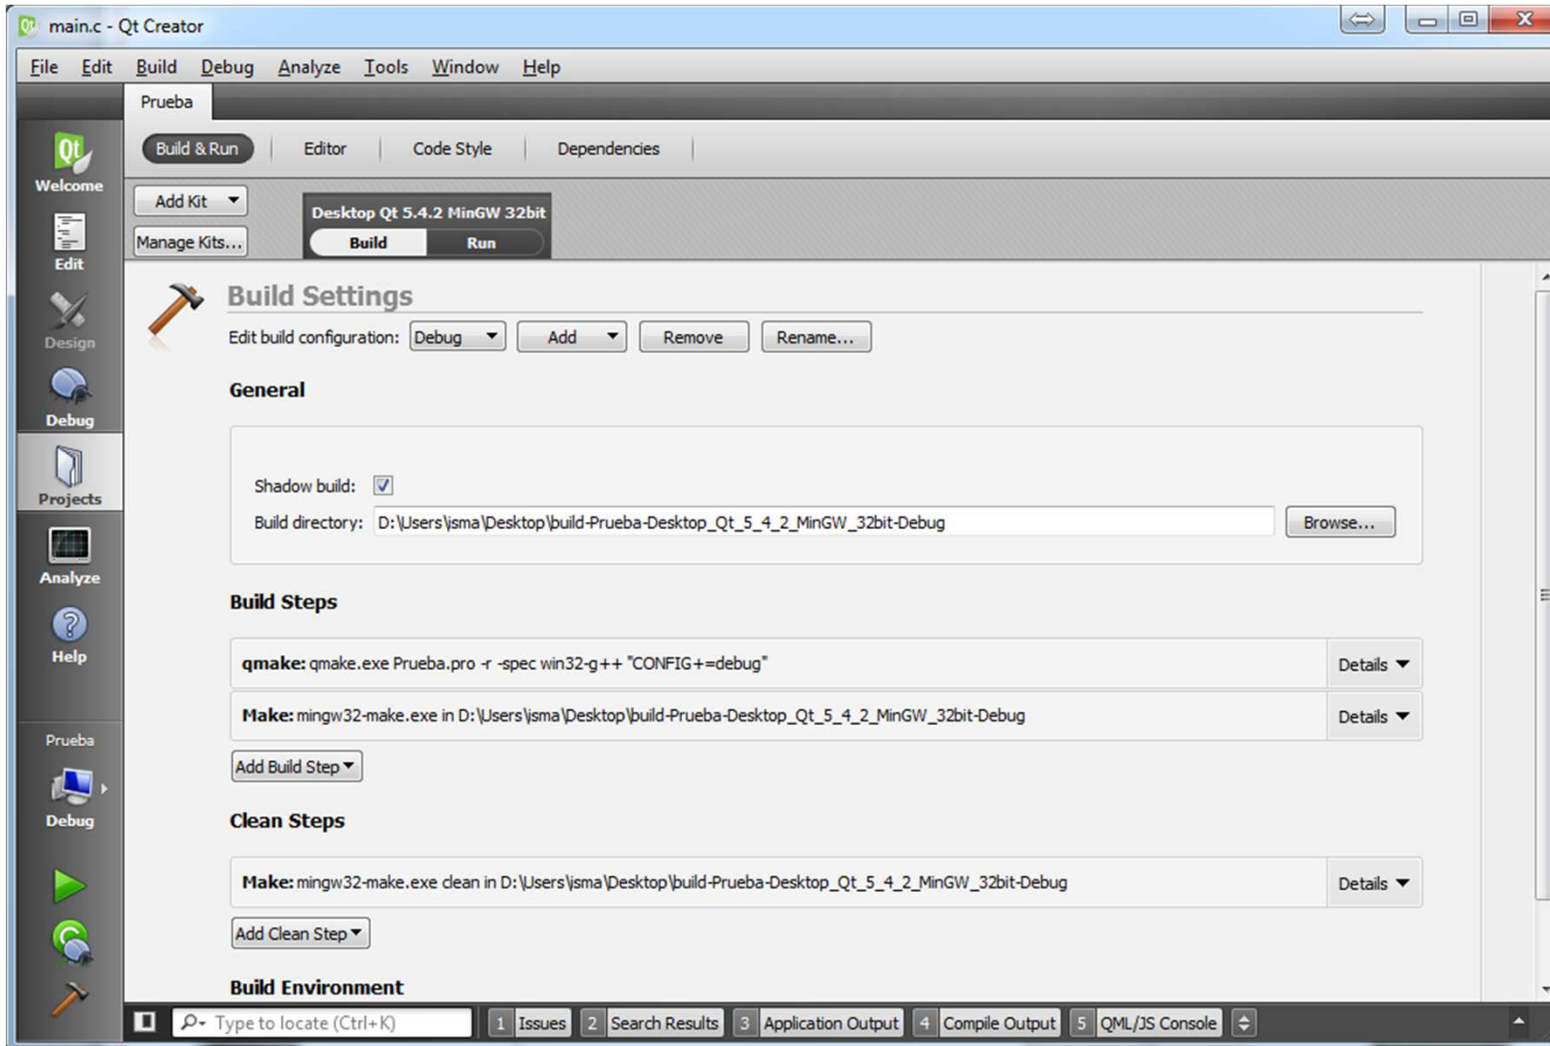 main.c - Qt Creator
File Edit Build Debug Analyze Tools Window Help
Prueba
Build & Run Editor Code Style Dependencies
Qt
Welcome
Add Kit
Manage Kits...
Desktop Qt 5.4.2 MinGW 32bit
Build Run
Edit
Design
Debug
Projects
Analyze
Help
Prueba
Debug
Build Settings
Edit build configuration: Debug Add Remove Rename...
General
Shadow build:
Build directory: D:\Users\isma\Desktop\build-Prueba-Desktop_Qt_5_4_2_MinGW_32bit-Debug Browse...
Build Steps
qmake: qmake.exe Prueba.pro -r -spec win32-g++ "CONFIG+=debug" Details
Make: mingw32-make.exe in D:\Users\isma\Desktop\build-Prueba-Desktop_Qt_5_4_2_MinGW_32bit-Debug Details
Add Build Step
Clean Steps
Make: mingw32-make.exe clean in D:\Users\isma\Desktop\build-Prueba-Desktop_Qt_5_4_2_MinGW_32bit-Debug Details
Add Clean Step
Build Environment
Type to locate (Ctrl+K) 1 Issues 2 Search Results 3 Application Output 4 Compile Output 5 QML/JS Console